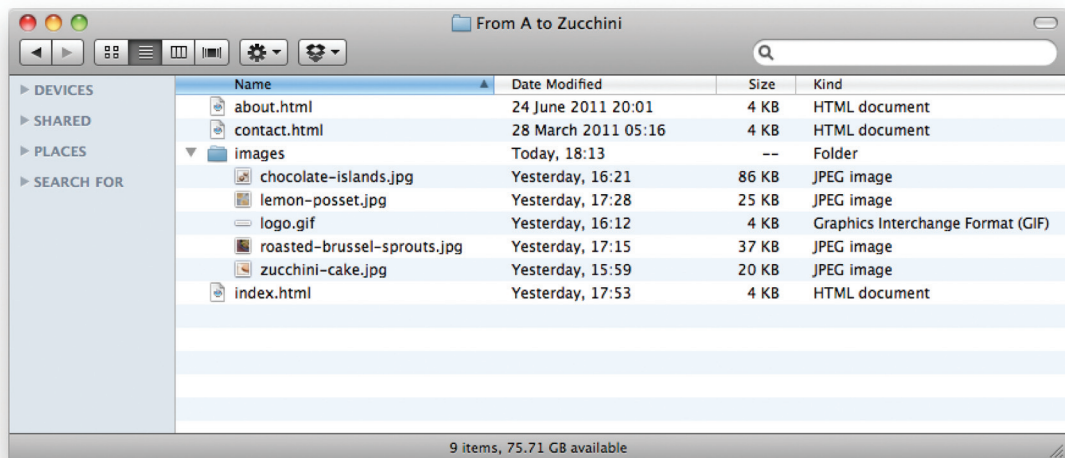 From A to Zucchini
Name Date Modified Size Kind
DEVICES
SHARED
PLACES
SEARCH FOR
about.html 24 June 2011 20:01 4 KB HTML document
contact.html 28 March 2011 05:16 4 KB HTML document
images Today, 18:13 -- Folder
chocolate-islands.jpg Yesterday, 16:21 86 KB JPEG image
lemon-posset.jpg Yesterday, 17:28 25 KB JPEG image
logo.gif Yesterday, 16:12 4 KB Graphics Interchange Format (GIF)
roasted-brussel-sprouts.jpg Yesterday, 17:15 37 KB JPEG image
zucchini-cake.jpg Yesterday, 15:59 20 KB JPEG image
index.html Yesterday, 17:53 4 KB HTML document
9 items, 75.71 GB available